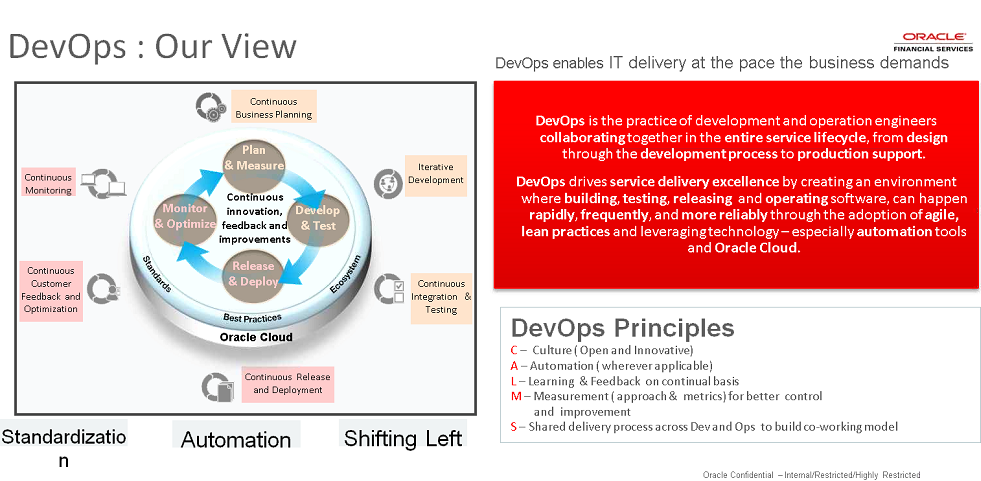 DevOps : Our View
ORACLE
FINANCIAL SERVICES
DevOps enables IT delivery at the pace the business demands
Continuous
Business Planning
Continuous
Monitoring
Iterative
Development
Plan
& Measure
Monitor
& Optimize
Continuous
innovation,
feedback and
improvements
Develop
& Test
Release
& Deploy
Standards
Best Practices
Ecosystem
Oracle Cloud
Continuous
Customer
Feedback and
Optimization
Continuous
Integration &
Testing
Continuous Release
and Deployment
Standardizatio
n
Automation
Shifting Left
DevOps is the practice of development and operation engineers
collaborating together in the entire service lifecycle, from design
through the development process to production support.
DevOps drives service delivery excellence by creating an environment
where building, testing, releasing and operating software, can happen
rapidly, frequently, and more reliably through the adoption of agile,
lean practices and leveraging technology – especially automation tools
and Oracle Cloud.
DevOps Principles
C – Culture ( Open and Innovative)
A – Automation ( wherever applicable)
L – Learning & Feedback on continual basis
M – Measurement ( approach & metrics) for better control
and improvement
S – Shared delivery process across Dev and Ops to build co-working model
Oracle Confidential – Internal/Restricted/Highly Restricted